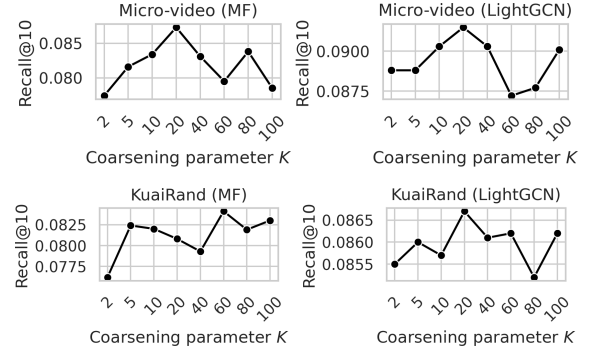 Micro-video (MF)
Recall@10
0.085
0.080
2 5 10 20 40 60 80 100
Coarsening parameter K
Micro-video (LightGCN)
Recall@10
0.0900
0.0875
2 5 10 20 40 60 80 100
Coarsening parameter K
KuaiRand (MF)
Recall@10
0.0825
0.0800
0.0775
2 5 10 20 40 60 80 100
Coarsening parameter K
KuaiRand (LightGCN)
Recall@10
0.0865
0.0860
0.0855
2 5 10 20 40 60 80 100
Coarsening parameter K